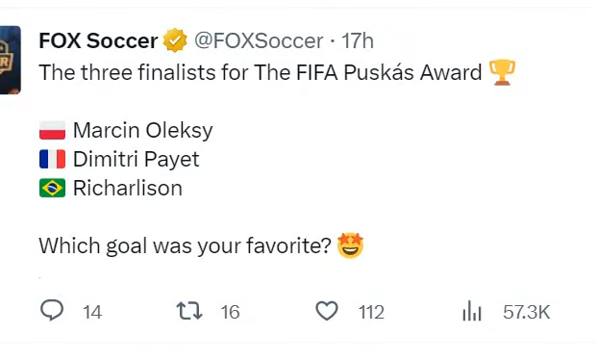 FOX Soccer @FOXSoccer · 17h
The three finalists for The FIFA Puskás Award 🏆
🇵🇱 Marcin Oleksy
🇫🇷 Dimitri Payet
🇧🇷 Richarlison
Which goal was your favorite? 🤩
14 16 112 57.3K